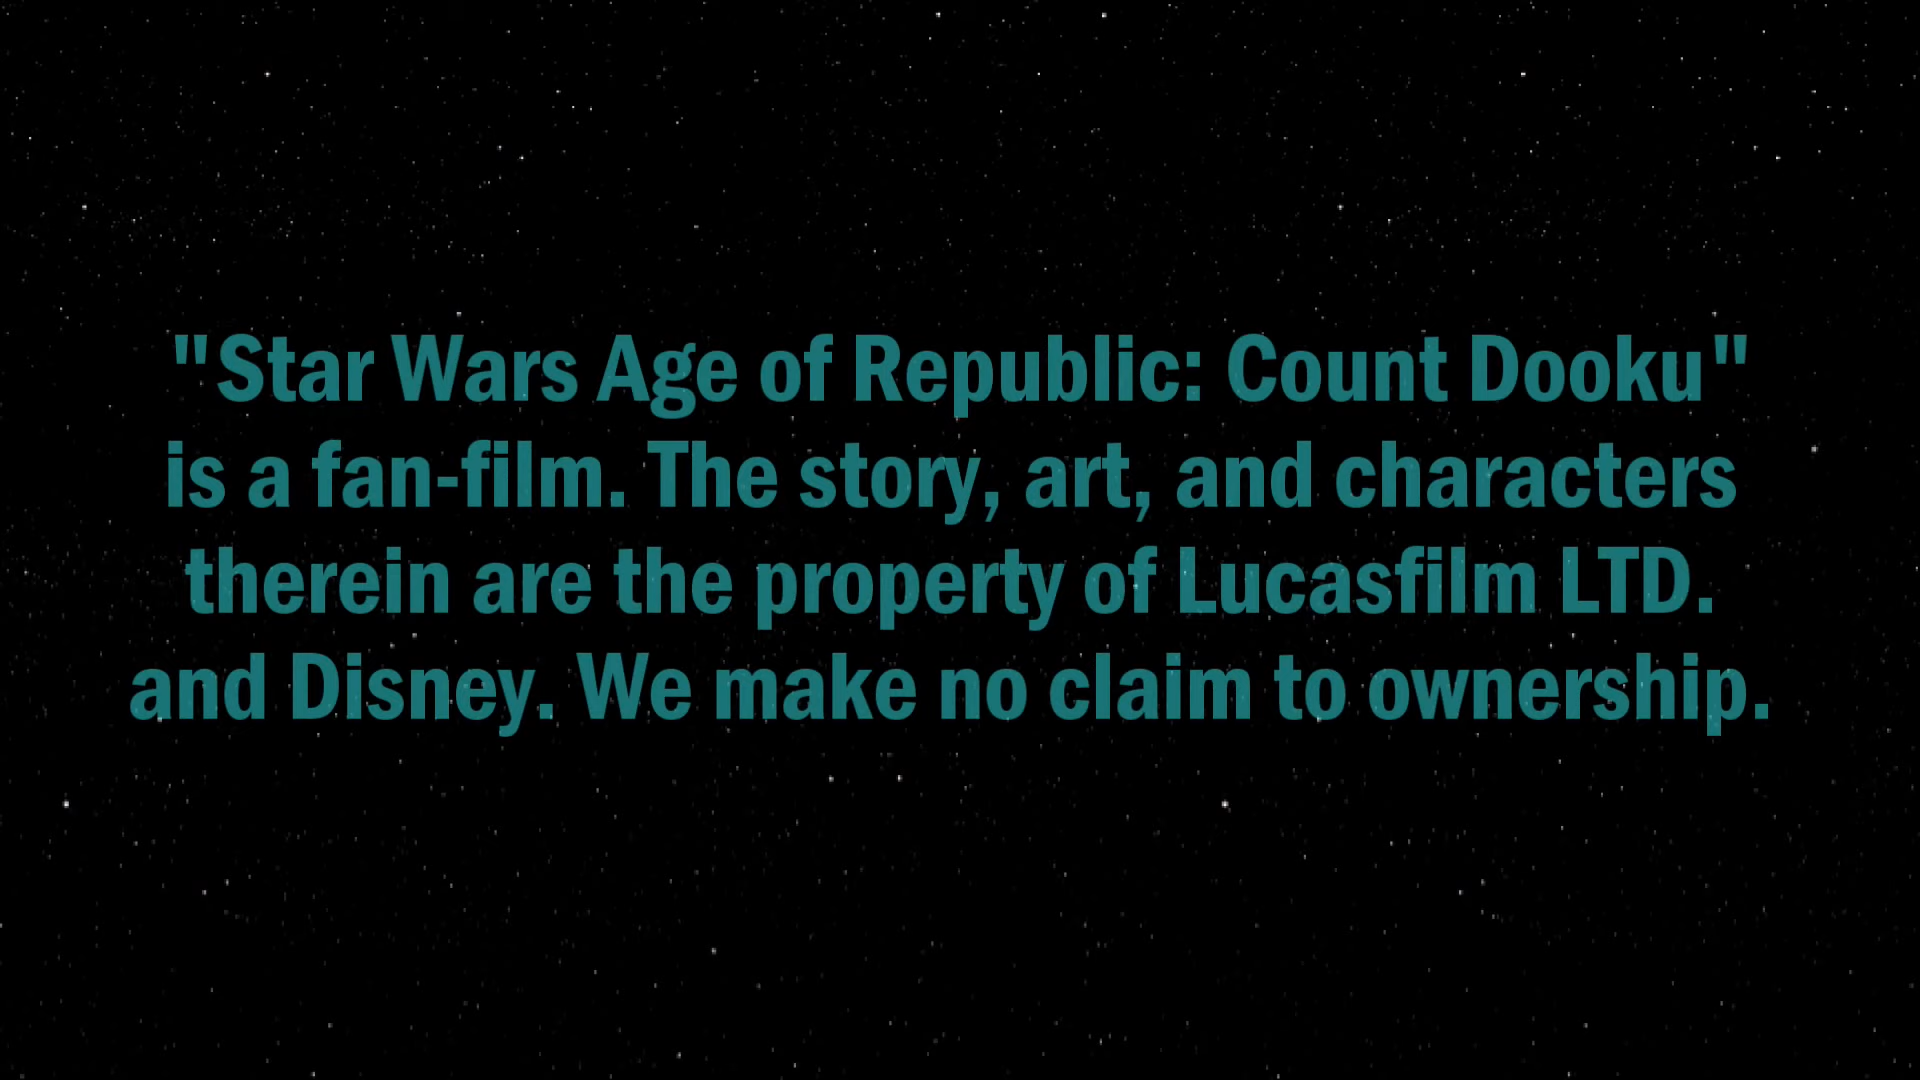 "Star Wars Age of Republic: Count Dooku"
is a fan-film. The story, art, and characters
therein are the property of Lucasfilm LTD.
and Disney. We make no claim to ownership.